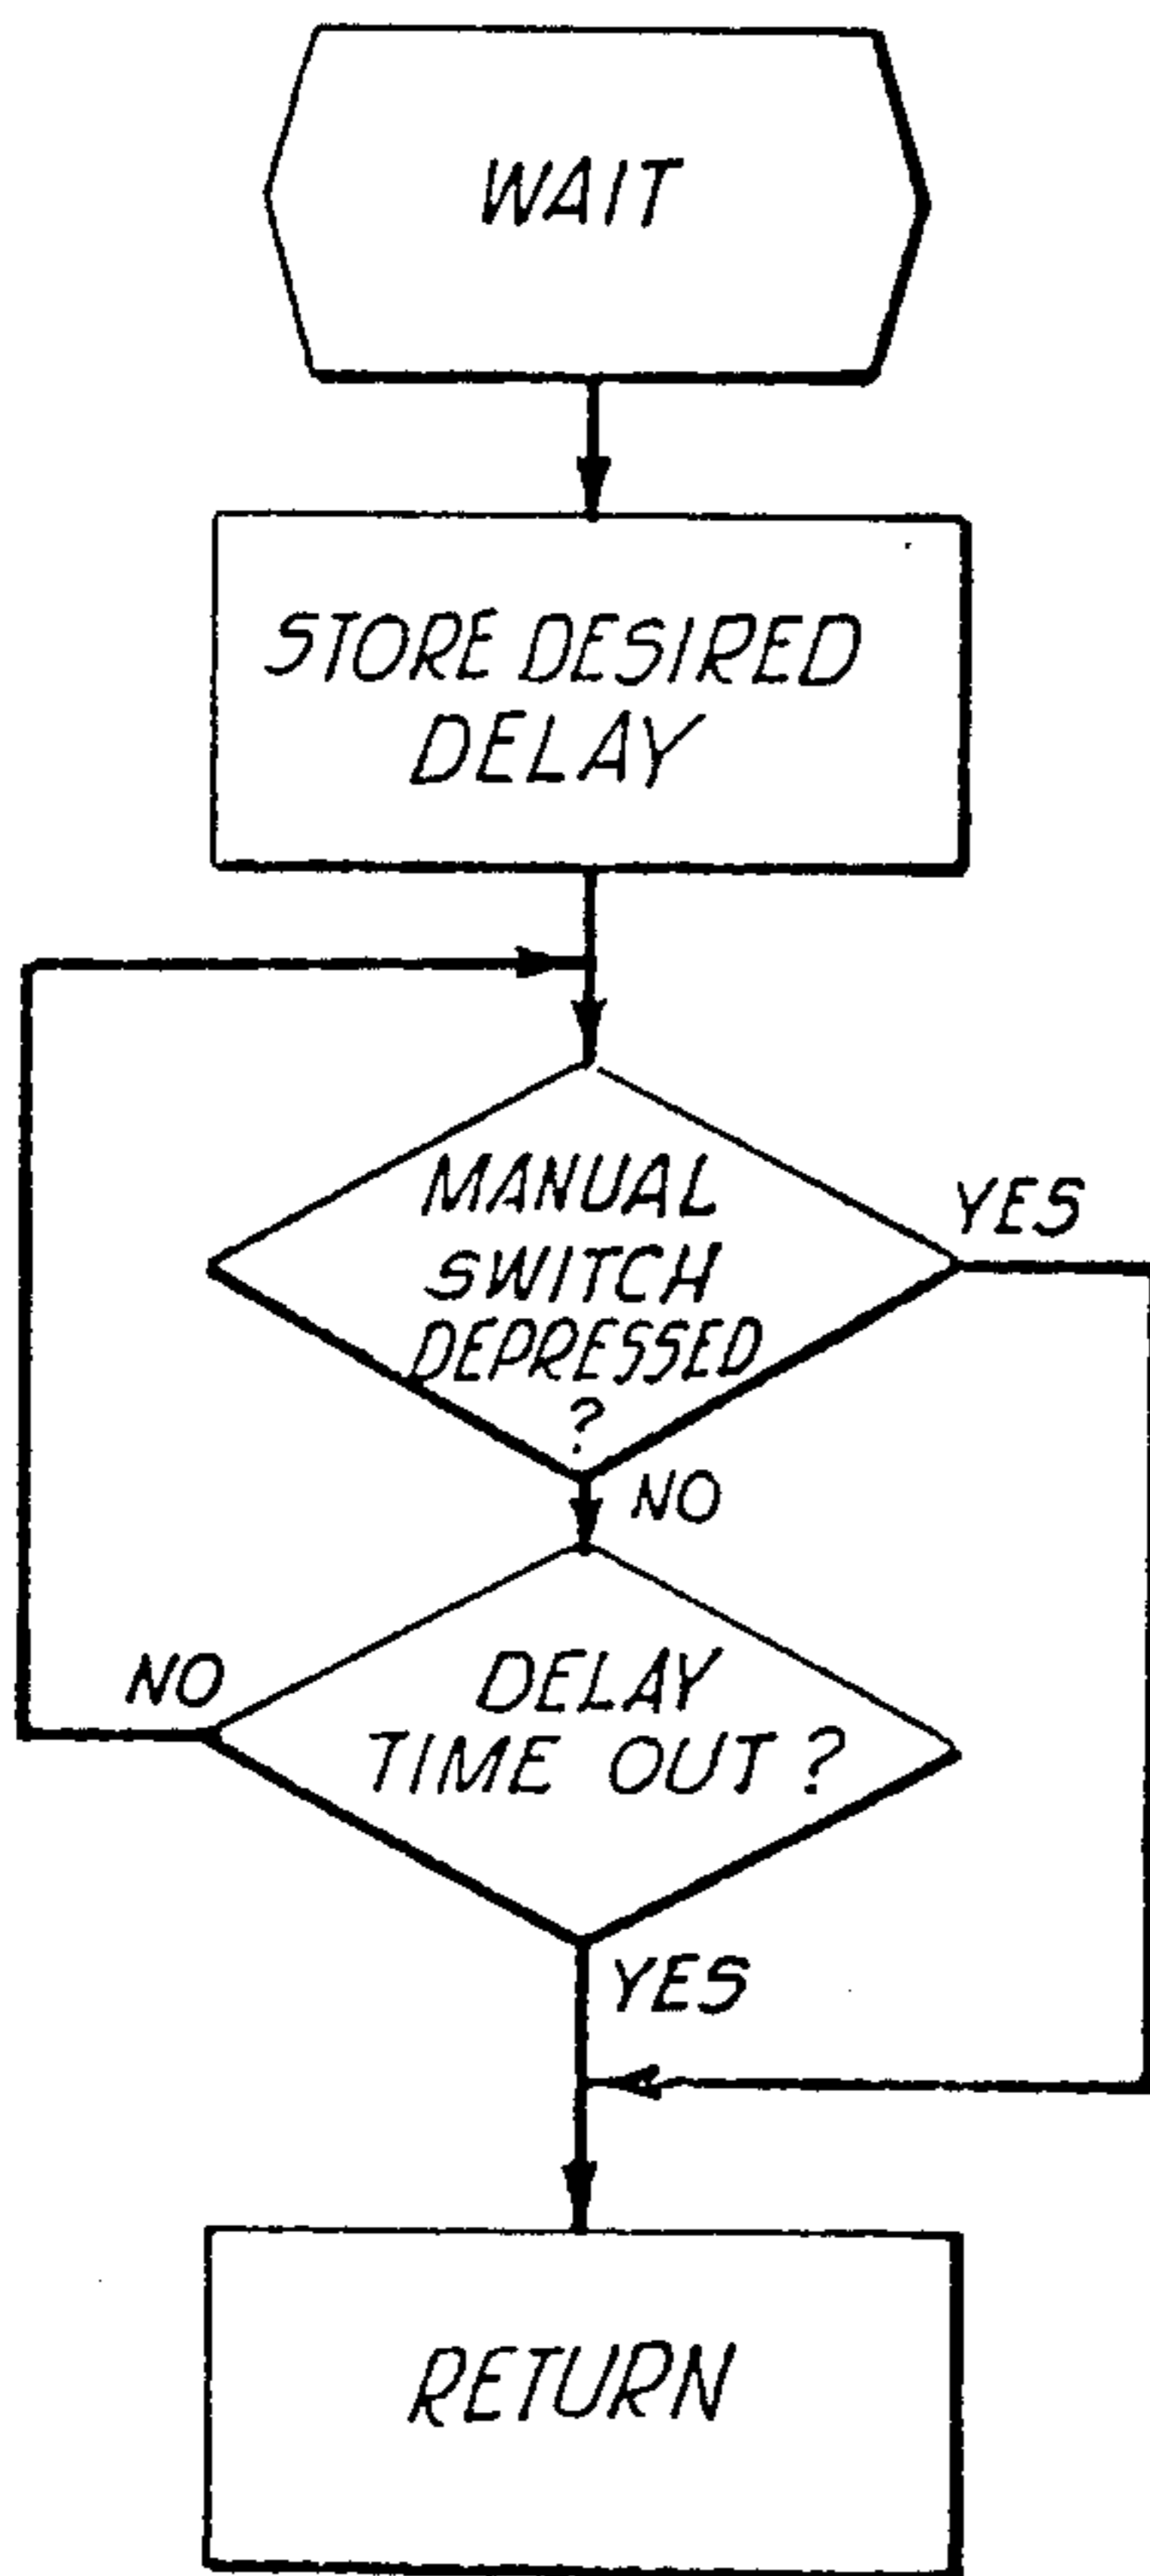 WAIT
STORE DESIRED
DELAY
MANUAL
SWITCH
DEPRESSED
?
YES
NO
DELAY
TIME OUT ?
NO
YES
RETURN